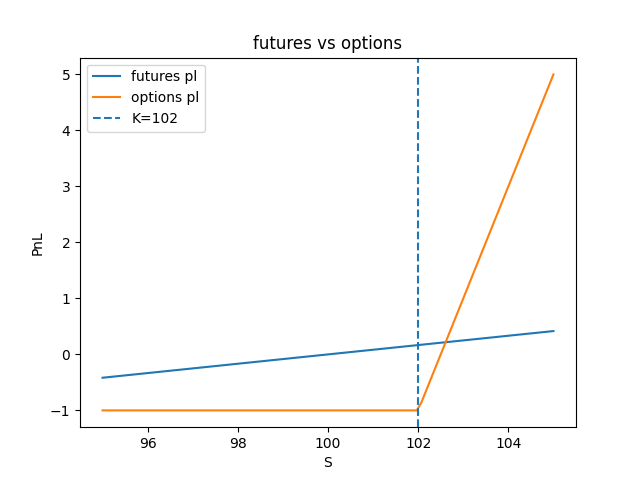 futures vs options
futures pl
options pl
K=102
5
4
3
2
1
0
−1
PnL
96 98 100 102 104
S